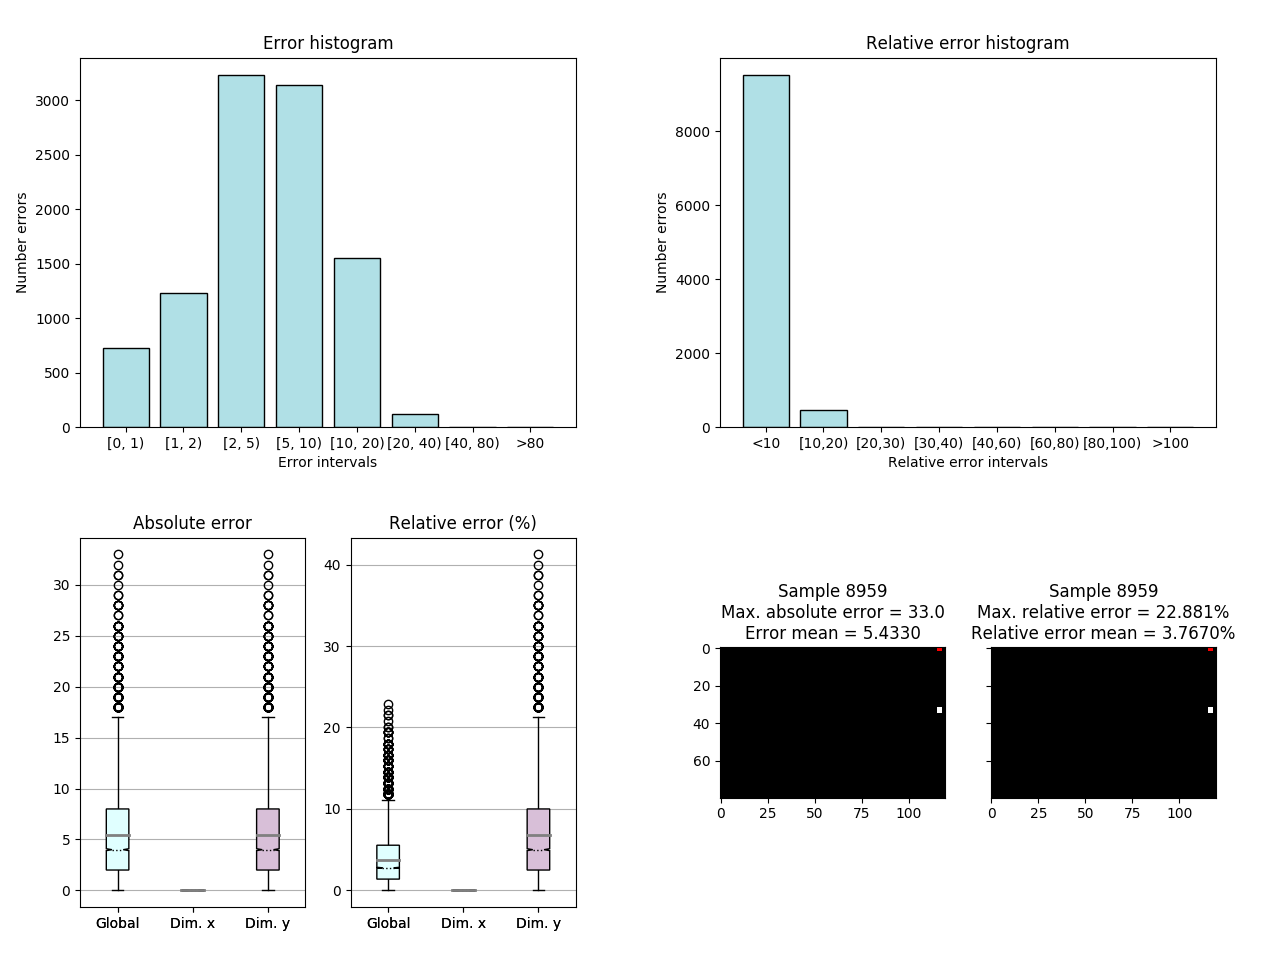 Error histogram
Number errors
3000
2500
2000
1500
1000
500
0
[0, 1) [1, 2) [2, 5) [5, 10) [10, 20) [20, 40) [40, 80) >80
Error intervals
Relative error histogram
Number errors
8000
6000
4000
2000
0
<10 [10,20) [20,30) [30,40) [40,60) [60,80) [80,100) >100
Relative error intervals
Absolute error
30
25
20
15
10
5
0
Global Dim. x Dim. y
Relative error (%)
40
30
20
10
0
Global Dim. x Dim. y
Sample 8959
Max. absolute error = 33.0
Error mean = 5.4330
0
20
40
60
0 25 50 75 100
Sample 8959
Max. relative error = 22.881%
Relative error mean = 3.7670%
0 25 50 75 100